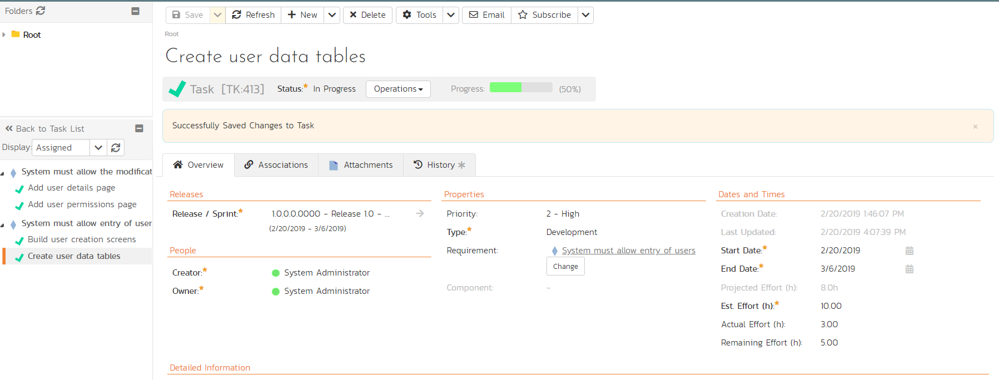 Folders
Root
Back to Task List
Display: Assigned
System must allow the modificat
Add user details page
Add user permissions page
System must allow entry of user
Build user creation screens
Create user data tables
Save Refresh New Delete Tools Email Subscribe
Root
Create user data tables
Task [TK:413] Status: In Progress Operations Progress: (50%)
Successfully Saved Changes to Task ×
Overview Associations Attachments History
Releases
Release / Sprint: 1.0.0.0.0000 - Release 1.0 - ...
(2/20/2019 - 3/6/2019)
People
Creator: System Administrator
Owner: System Administrator
Properties
Priority: 2 - High
Type: Development
Requirement: System must allow entry of users
Change
Component: -
Dates and Times
Creation Date: 2/20/2019 1:46:07 PM
Last Updated: 2/20/2019 4:07:39 PM
Start Date: 2/20/2019
End Date: 3/6/2019
Projected Effort (h): 8.0h
Est. Effort (h): 10.00
Actual Effort (h): 3.00
Remaining Effort (h): 5.00
Detailed Information